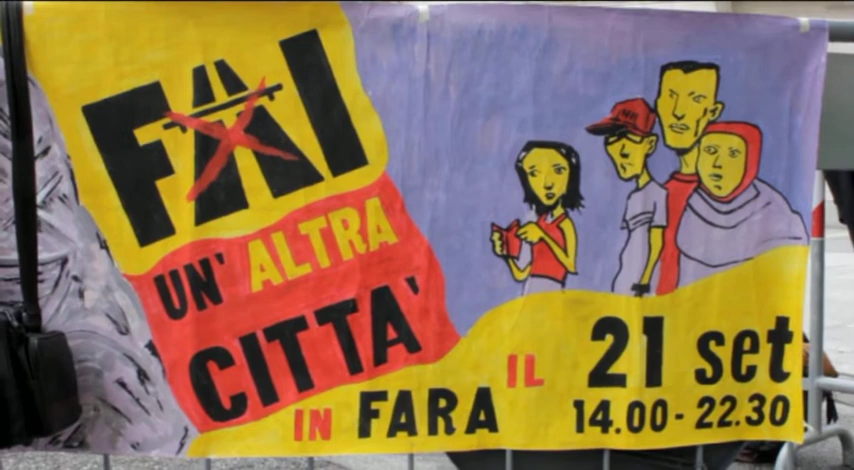 FAI
UN' ALTRA
CITTA'
IN FARA IL 21 set
14.00-22.30